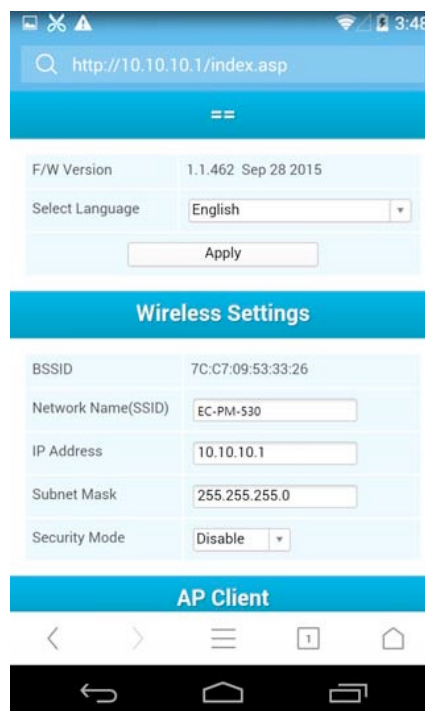 3:48
http://10.10.10.1/index.asp
==
F/W Version 1.1.462 Sep 28 2015
Select Language English
Apply
Wireless Settings
BSSID 7C:C7:09:53:33:26
Network Name(SSID) EC-PM-530
IP Address 10.10.10.1
Subnet Mask 255.255.255.0
Security Mode Disable
AP Client
1